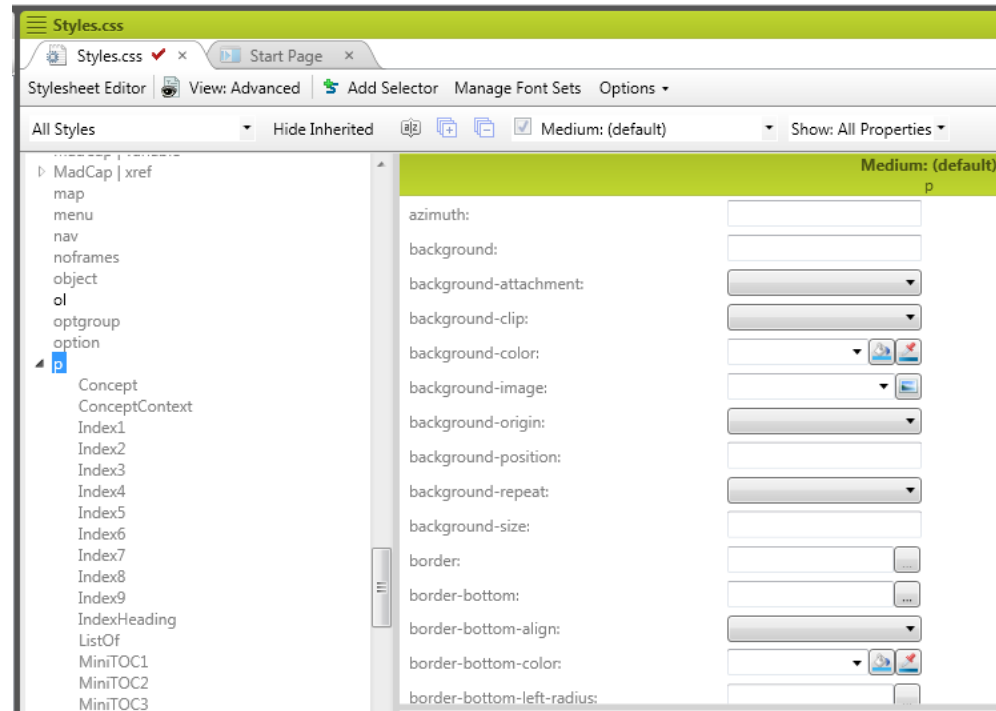 Styles.css
Styles.css Start Page
Stylesheet Editor View: Advanced Add Selector Manage Font Sets Options
All Styles Hide Inherited Medium: (default) Show: All Properties
MadCap | variable
MadCap | xref
map
menu
nav
noframes
object
ol
optgroup
option
p
Concept
ConceptContext
Index1
Index2
Index3
Index4
Index5
Index6
Index7
Index8
Index9
IndexHeading
ListOf
MiniTOC1
MiniTOC2
MiniTOC3
Medium: (default)
p
azimuth:
background:
background-attachment:
background-clip:
background-color:
background-image:
background-origin:
background-position:
background-repeat:
background-size:
border:
...
border-bottom:
...
border-bottom-align:
border-bottom-color:
border-bottom-left-radius: